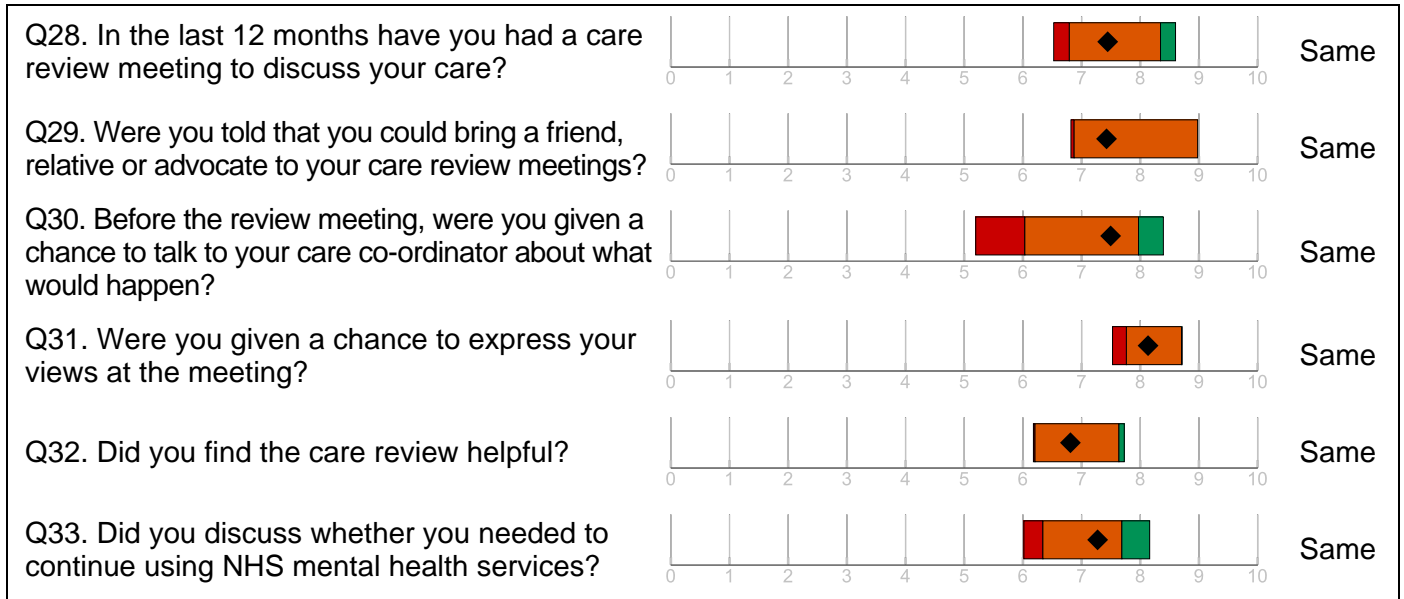 Q28. In the last 12 months have you had a care
review meeting to discuss your care?
0 1 2 3 4 5 6 7 8 9 10
Same
Q29. Were you told that you could bring a friend,
relative or advocate to your care review meetings?
0 1 2 3 4 5 6 7 8 9 10
Same
Q30. Before the review meeting, were you given a
chance to talk to your care co-ordinator about what
would happen?
0 1 2 3 4 5 6 7 8 9 10
Same
Q31. Were you given a chance to express your
views at the meeting?
0 1 2 3 4 5 6 7 8 9 10
Same
Q32. Did you find the care review helpful?
0 1 2 3 4 5 6 7 8 9 10
Same
Q33. Did you discuss whether you needed to
continue using NHS mental health services?
0 1 2 3 4 5 6 7 8 9 10
Same